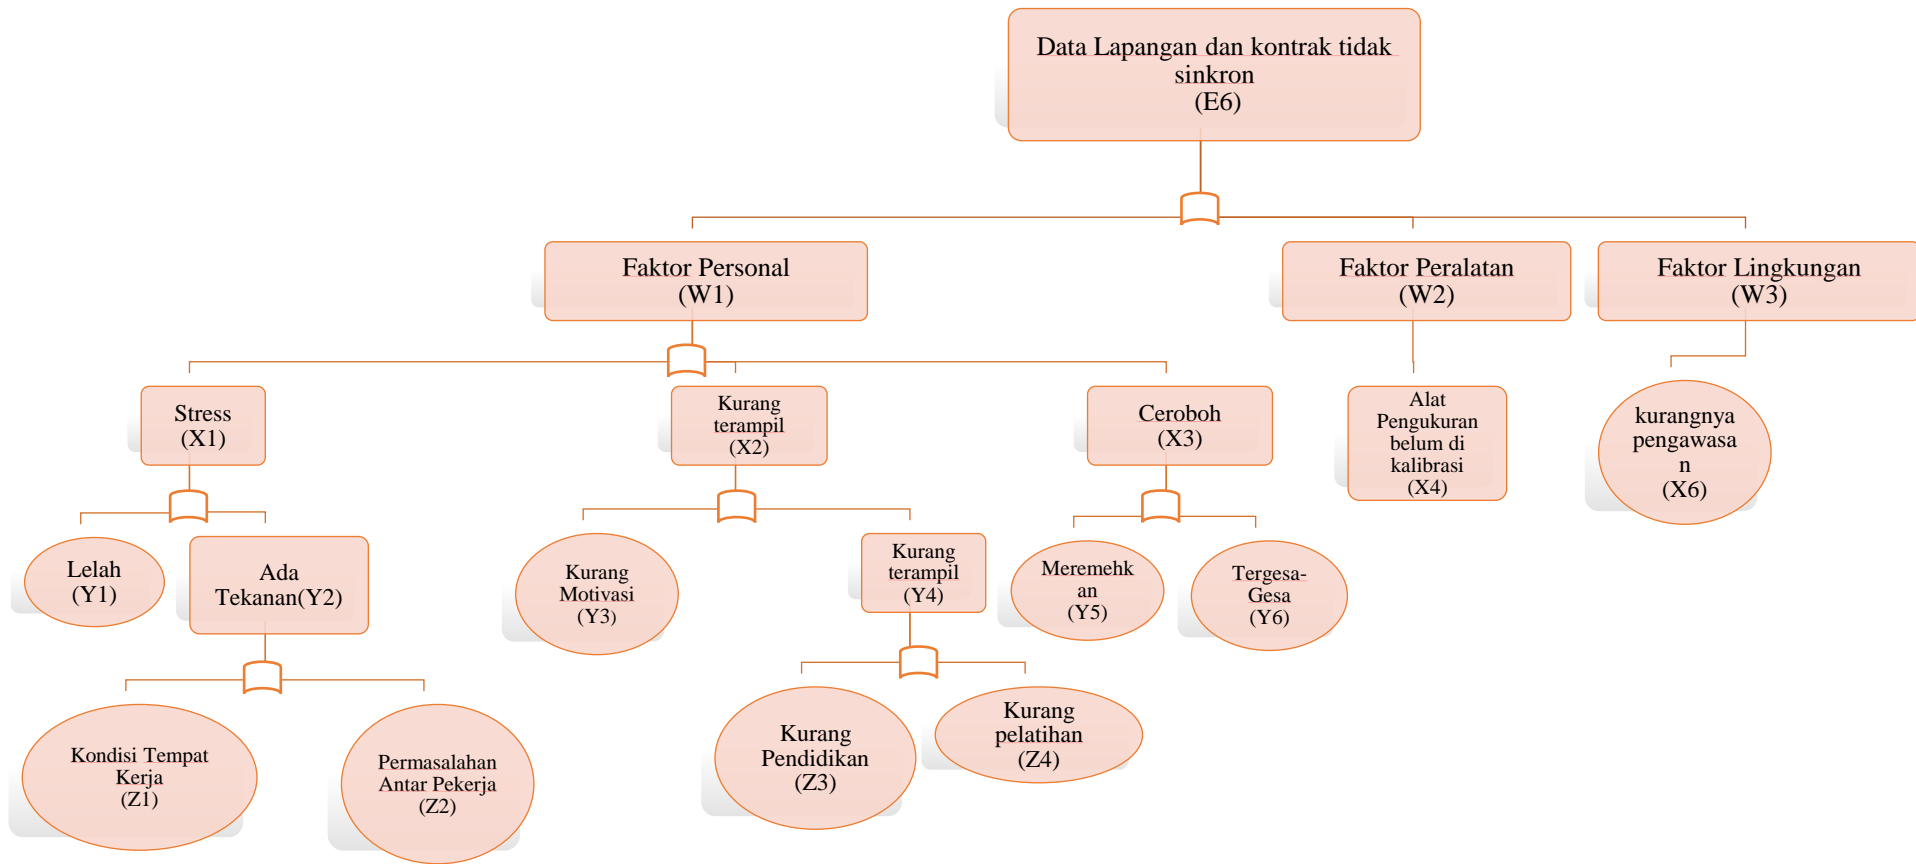 Data Lapangan dan kontrak tidak
sinkron
(E6)
Faktor Personal
(W1)
Faktor Peralatan
(W2)
Faktor Lingkungan
(W3)
Stress
(X1)
Kurang
terampil
(X2)
Ceroboh
(X3)
Alat
Pengukuran
belum di
kalibrasi
(X4)
kurangnya
pengawasa
n
(X6)
Lelah
(Y1)
Ada
Tekanan(Y2)
Kurang
Motivasi
(Y3)
Kurang
terampil
(Y4)
Meremehk
an
(Y5)
Tergesa-
Gesa
(Y6)
Kondisi Tempat
Kerja
(Z1)
Permasalahan
Antar Pekerja
(Z2)
Kurang
Pendidikan
(Z3)
Kurang
pelatihan
(Z4)